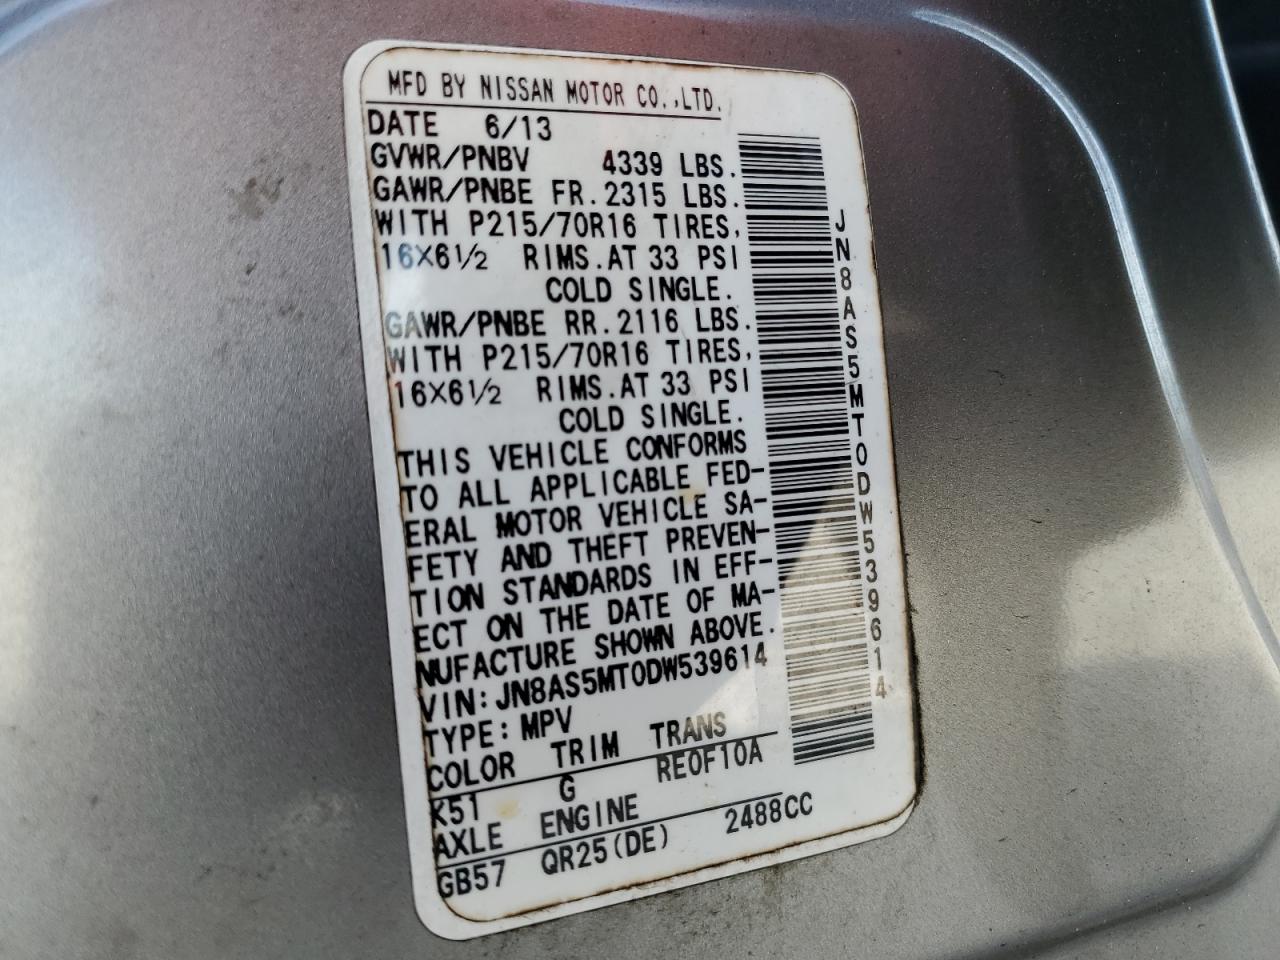 MFD BY NISSAN MOTOR CO.,LTD.
DATE 6/13
GVWR/PNBV 4339 LBS.
GAWR/PNBE FR.2315 LBS.
WITH P215/70R16 TIRES,
16X6½ RIMS.AT 33 PSI
COLD SINGLE.
GAWR/PNBE RR.2116 LBS.
WITH P215/70R16 TIRES,
16X6½ RIMS.AT 33 PSI
COLD SINGLE.
THIS VEHICLE CONFORMS
TO ALL APPLICABLE FED-
ERAL MOTOR VEHICLE SA-
FETY AND THEFT PREVEN-
TION STANDARDS IN EFF-
ECT ON THE DATE OF MA-
NUFACTURE SHOWN ABOVE.
VIN:JN8AS5MT0DW539614
TYPE:MPV
COLOR TRIM TRANS
K51 G RE0F10A
AXLE ENGINE
GB57 QR25(DE) 2488CC
JN8AS5MT0DW539614